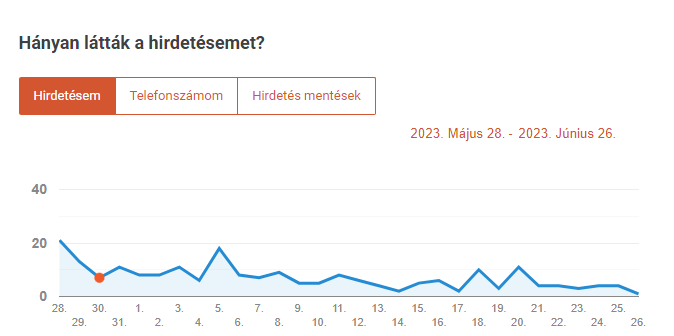 Hányan látták a hirdetésemet?
Hirdetésem Telefonszámom Hirdetés mentések
2023. Május 28. - 2023. Június 26.
40
20
0
28. 30. 1. 3. 5. 7. 9. 11. 13. 15. 17. 19. 21. 23. 25.
29. 31. 2. 4. 6. 8. 10. 12. 14. 16. 18. 20. 22. 24. 26.